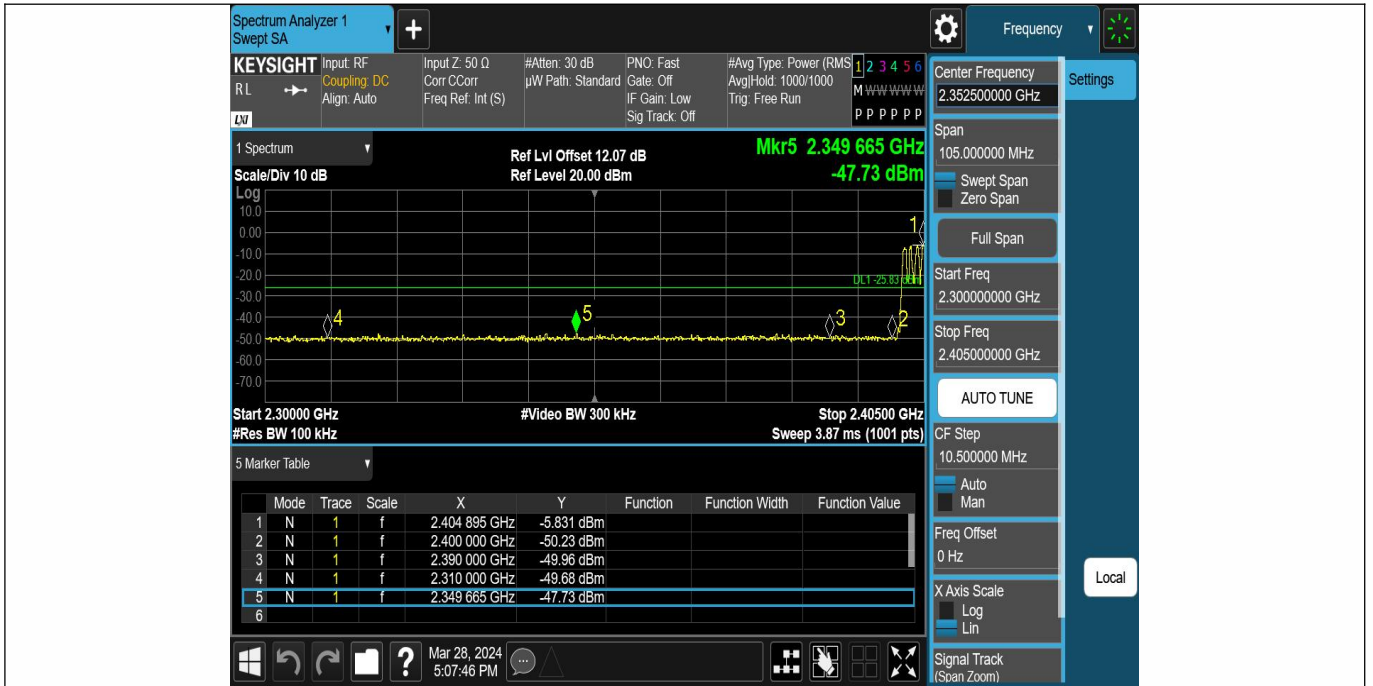 Spectrum Analyzer 1
Swept SA
+
Frequency
KEYSIGHT
RL
LXI
Input: RF
Coupling: DC
Align: Auto
Input Z: 50 Ω
Corr CCorr
Freq Ref: Int (S)
#Atten: 30 dB
µW Path: Standard
PNO: Fast
Gate: Off
IF Gain: Low
Sig Track: Off
#Avg Type: Power (RMS
Avg|Hold: 1000/1000
Trig: Free Run
1 2 3 4 5 6
M W W W W W
P P P P P P
1 Spectrum
Scale/Div 10 dB
Ref Lvl Offset 12.07 dB
Ref Level 20.00 dBm
Mkr5 2.349 665 GHz
-47.73 dBm
Log
10.0
0.00
-10.0
-20.0
-30.0
-40.0
-50.0
-60.0
-70.0
1
DL1 -25.83 dBm
4
5
3
2
Start 2.30000 GHz
#Video BW 300 kHz
Stop 2.40500 GHz
#Res BW 100 kHz
Sweep 3.87 ms (1001 pts)
5 Marker Table
Mode Trace Scale X Y Function Function Width Function Value
1 N 1 f 2.404 895 GHz -5.831 dBm
2 N 1 f 2.400 000 GHz -50.23 dBm
3 N 1 f 2.390 000 GHz -49.96 dBm
4 N 1 f 2.310 000 GHz -49.68 dBm
5 N 1 f 2.349 665 GHz -47.73 dBm
6
?
Mar 28, 2024
5:07:46 PM
Center Frequency
2.352500000 GHz
Settings
Span
105.000000 MHz
Swept Span
Zero Span
Full Span
Start Freq
2.300000000 GHz
Stop Freq
2.405000000 GHz
AUTO TUNE
CF Step
10.500000 MHz
Auto
Man
Freq Offset
0 Hz
Local
X Axis Scale
Log
Lin
Signal Track
(Span Zoom)